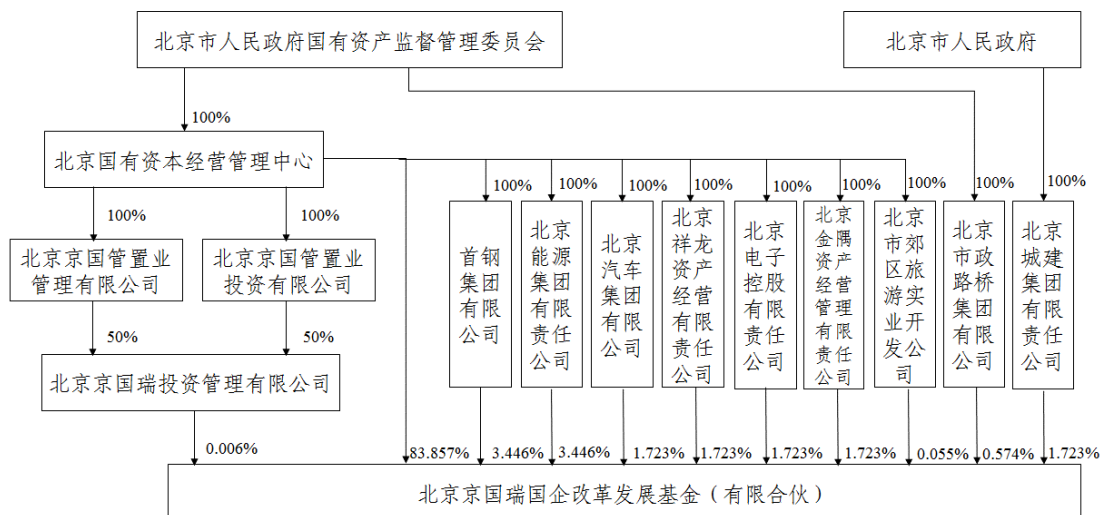 北京市人民政府国有资产监督管理委员会
北京市人民政府
100%
北京国有资本经营管理中心
100%
100%
100%
100%
100%
100%
100%
100%
100%
100%
100%
北京京国管置业
管理有限公司
北京京国管置业
投资有限公司
首钢
集团
有限
公司
北京
能源
集团
有限
责任
公司
北京
汽车
集团
有限
公司
北京
祥龙
资产
经营
有限
责任
公司
北京
电子
控股
有限
责任
公司
北京
金隅
资产
经营
管理
有限
责任
公司
北京
市郊
区旅
游实
业开
发公
司
北京
市政
路桥
集团
有限
公司
北京
城建
集团
有限
责任
公司
50%
50%
北京京国瑞投资管理有限公司
0.006%
83.857%
3.446%
3.446%
1.723%
1.723%
1.723%
1.723%
0.055%
0.574%
1.723%
北京京国瑞国企改革发展基金（有限合伙）